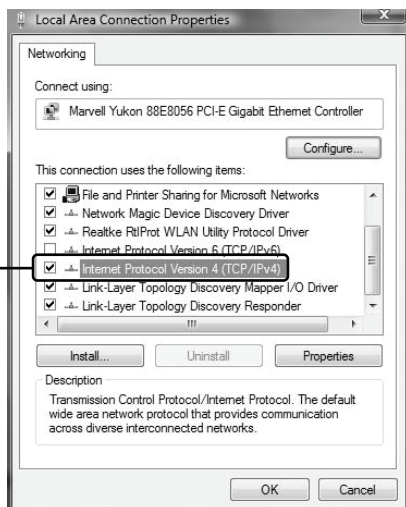 Local Area Connection Properties
Networking
Connect using:
Marvell Yukon 88E8056 PCI-E Gigabit Ethernet Controller
Configure...
This connection uses the following items:
File and Printer Sharing for Microsoft Networks
Network Magic Device Discovery Driver
Realtke RtlProt WLAN Utility Protocol Driver
Internet Protocol Version 6 (TCP/IPv6)
Internet Protocol Version 4 (TCP/IPv4)
Link-Layer Topology Discovery Mapper I/O Driver
Link-Layer Topology Discovery Responder
Install...
Uninstall
Properties
Description
Transmission Control Protocol/Internet Protocol. The default
wide area network protocol that provides communication
across diverse interconnected networks.
OK
Cancel